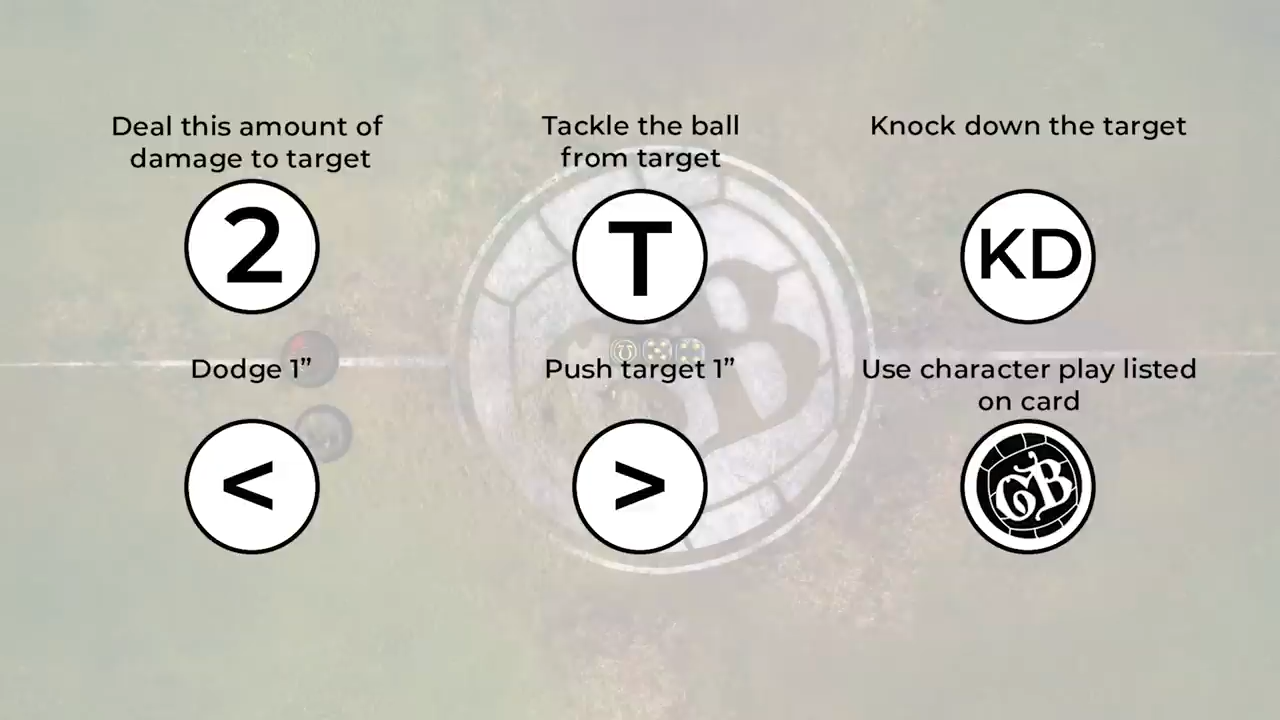 Deal this amount of
damage to target
2
Tackle the ball
from target
T
Knock down the target
KD
Dodge 1”
<
Push target 1”
>
Use character play listed
on card
GB